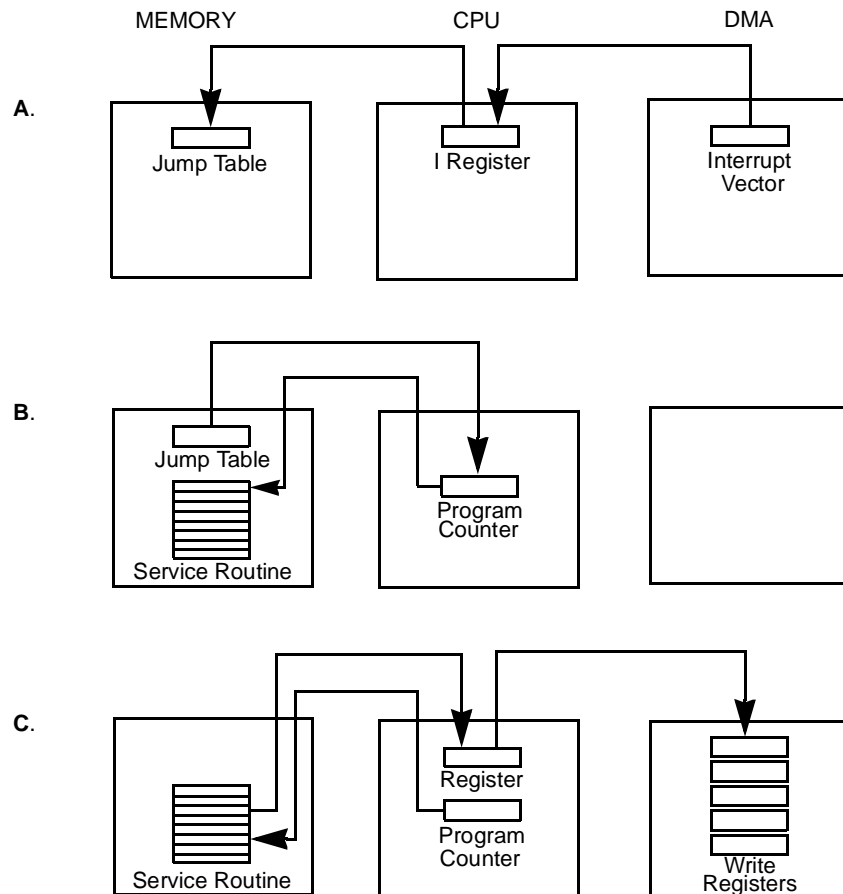 MEMORY CPU DMA
A.
Jump Table
I Register
Interrupt
Vector
B.
Jump Table
Service Routine
Program
Counter
C.
Service Routine
Register
Program
Counter
Write
Registers